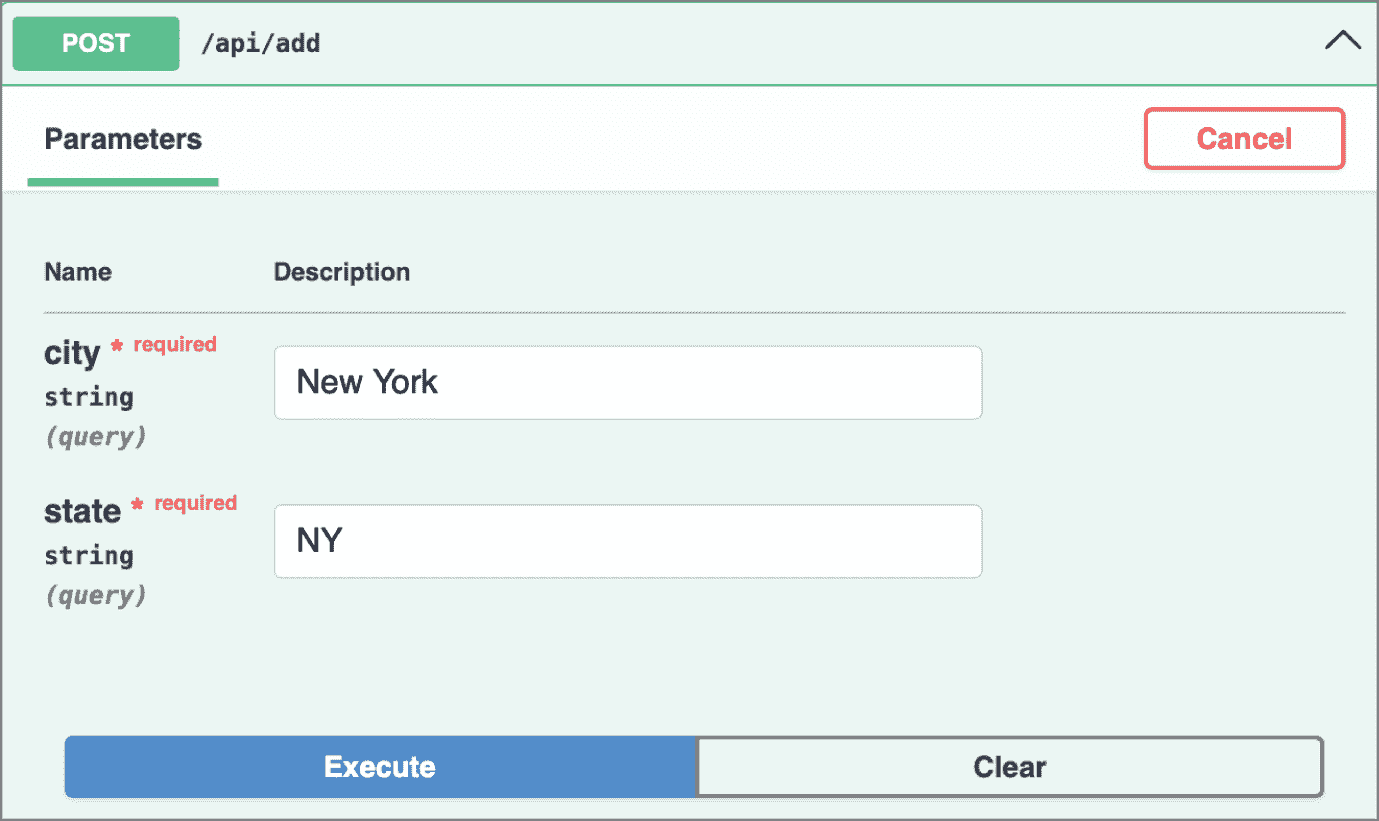 POST /api/add
Parameters Cancel
Name Description
city * required
string
(query)
New York
state * required
string
(query)
NY
Execute Clear